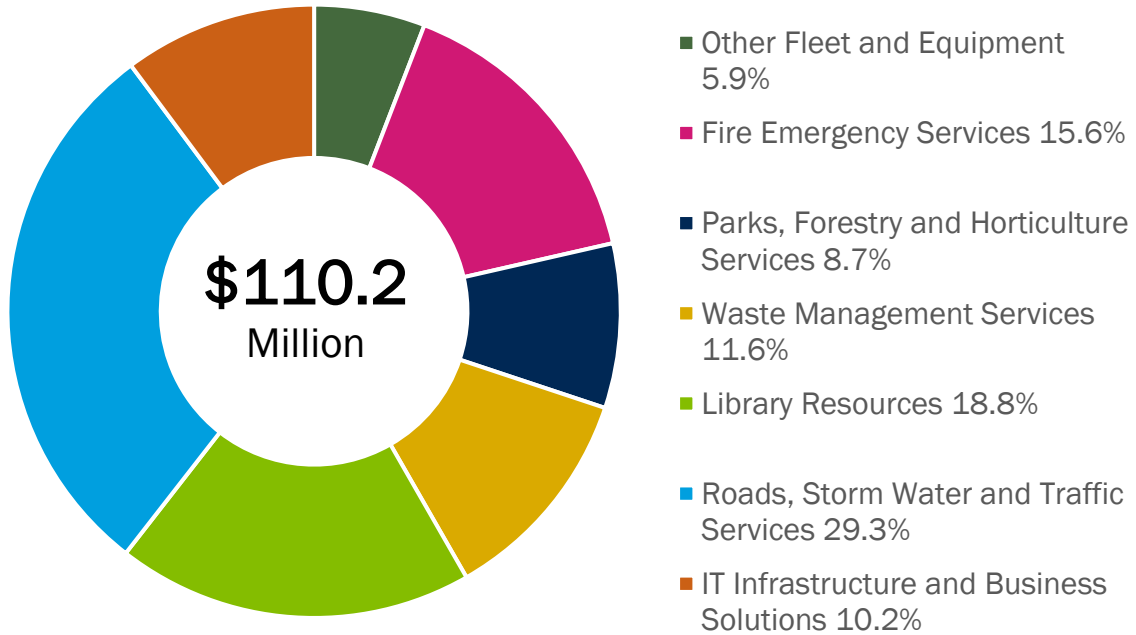 $110.2
Million
Other Fleet and Equipment
5.9%
Fire Emergency Services 15.6%
Parks, Forestry and Horticulture
Services 8.7%
Waste Management Services
11.6%
Library Resources 18.8%
Roads, Storm Water and Traffic
Services 29.3%
IT Infrastructure and Business
Solutions 10.2%